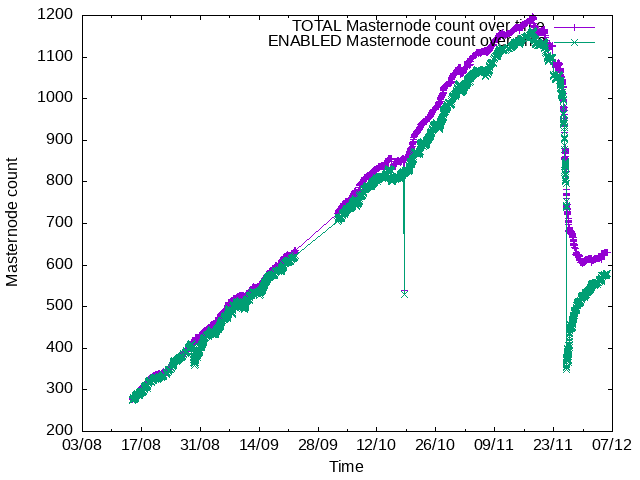 TOTAL Masternode count over time
ENABLED Masternode count over time
1200
1100
1000
900
800
700
600
500
400
300
200
Masternode count
03/08 17/08 31/08 14/09 28/09 12/10 26/10 09/11 23/11 07/12
Time